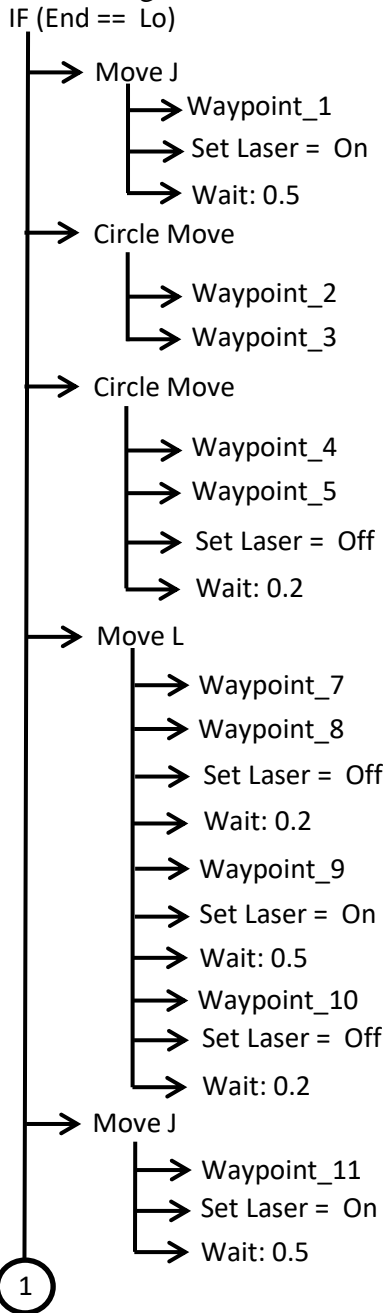 IF (End == Lo)
Move J
Waypoint_1
Set Laser = On
Wait: 0.5
Circle Move
Waypoint_2
Waypoint_3
Circle Move
Waypoint_4
Waypoint_5
Set Laser = Off
Wait: 0.2
Move L
Waypoint_7
Waypoint_8
Set Laser = Off
Wait: 0.2
Waypoint_9
Set Laser = On
Wait: 0.5
Waypoint_10
Set Laser = Off
Wait: 0.2
Move J
Waypoint_11
Set Laser = On
Wait: 0.5
1